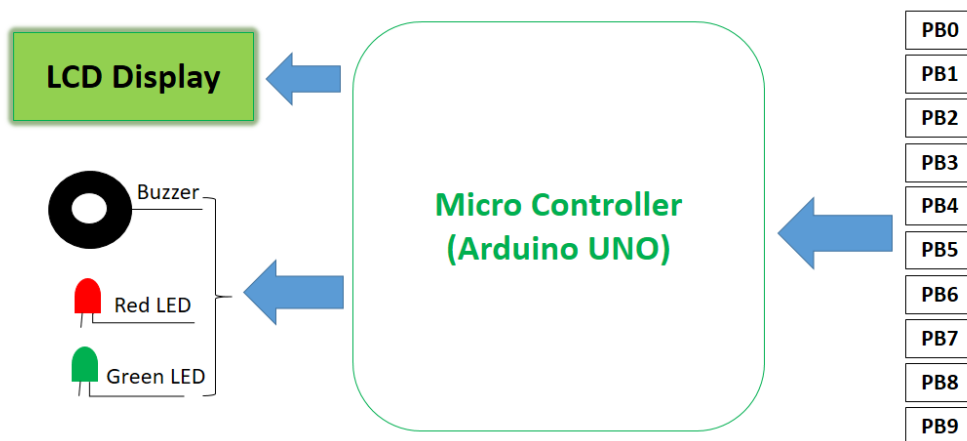 LCD Display
Buzzer
Red LED
Green LED
Micro Controller
(Arduino UNO)
PB0
PB1
PB2
PB3
PB4
PB5
PB6
PB7
PB8
PB9